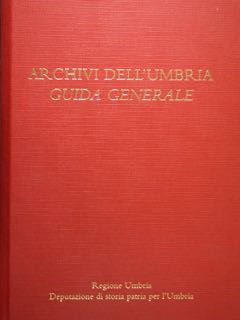 ARCHIVI DELL'UMBRIA
GUIDA GENERALE
Regione Umbria
Deputazione di storia patria per l'Umbria